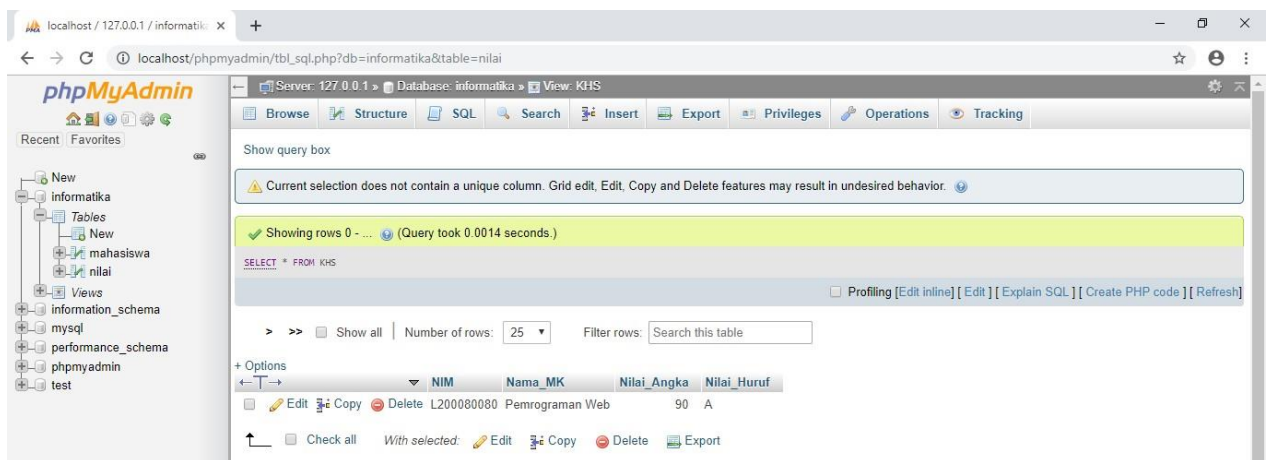 localhost / 127.0.0.1 / informatik
localhost/phpmyadmin/tbl_sql.php?db=informatika&table=nilai
phpMyAdmin
Recent Favorites
New
informatika
Tables
New
mahasiswa
nilai
Views
information_schema
mysql
performance_schema
phpmyadmin
test
Server: 127.0.0.1 » Database: informatika » View: KHS
Browse Structure SQL Search Insert Export Privileges Operations Tracking
Show query box
Current selection does not contain a unique column. Grid edit, Edit, Copy and Delete features may result in undesired behavior.
Showing rows 0 - ... (Query took 0.0014 seconds.)
SELECT * FROM KHS
Profiling [Edit inline] [ Edit ] [ Explain SQL ] [ Create PHP code ] [ Refresh]
> >> Show all | Number of rows: 25 Filter rows: Search this table
+ Options
←T→ NIM Nama_MK Nilai_Angka Nilai_Huruf
Edit Copy Delete L200080080 Pemrograman Web 90 A
Check all With selected: Edit Copy Delete Export